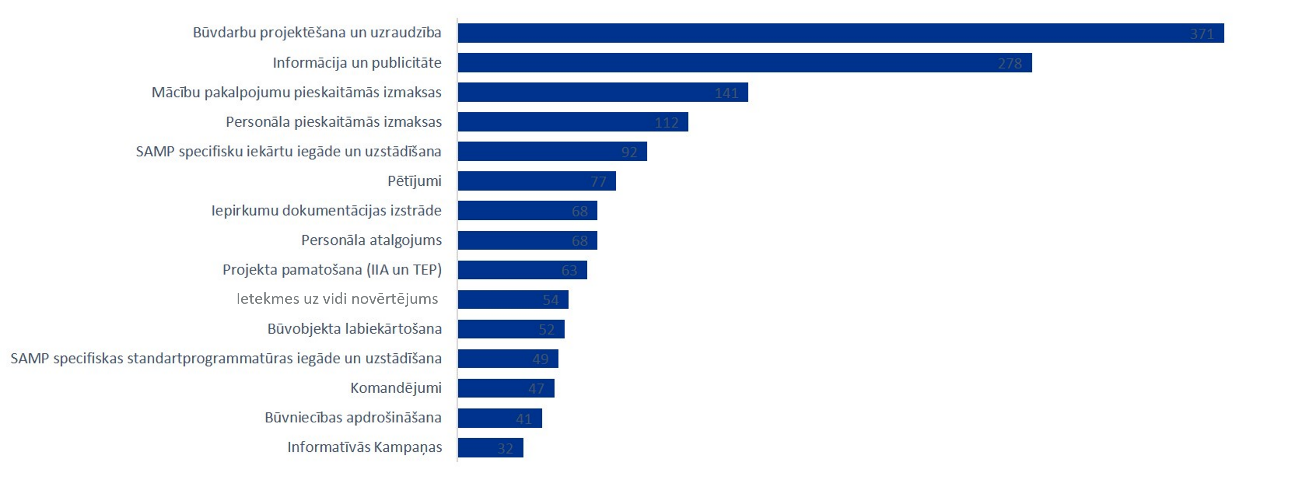 Būvdarbu projektēšana un uzraudzība 371
Informācija un publicitāte 278
Mācību pakalpojumu pieskaitāmās izmaksas 141
Personāla pieskaitāmās izmaksas 112
SAMP specifisku iekārtu iegāde un uzstādīšana 92
Pētījumi 77
Iepirkumu dokumentācijas izstrāde 68
Personāla atalgojums 68
Projekta pamatošana (IIA un TEP) 63
Ietekmes uz vidi novērtējums 54
Būvobjekta labiekārtošana 52
SAMP specifiskas standartprogrammatūras iegāde un uzstādīšana 49
Komandējumi 47
Būvniecības apdrošināšana 41
Informatīvās Kampaņas 32